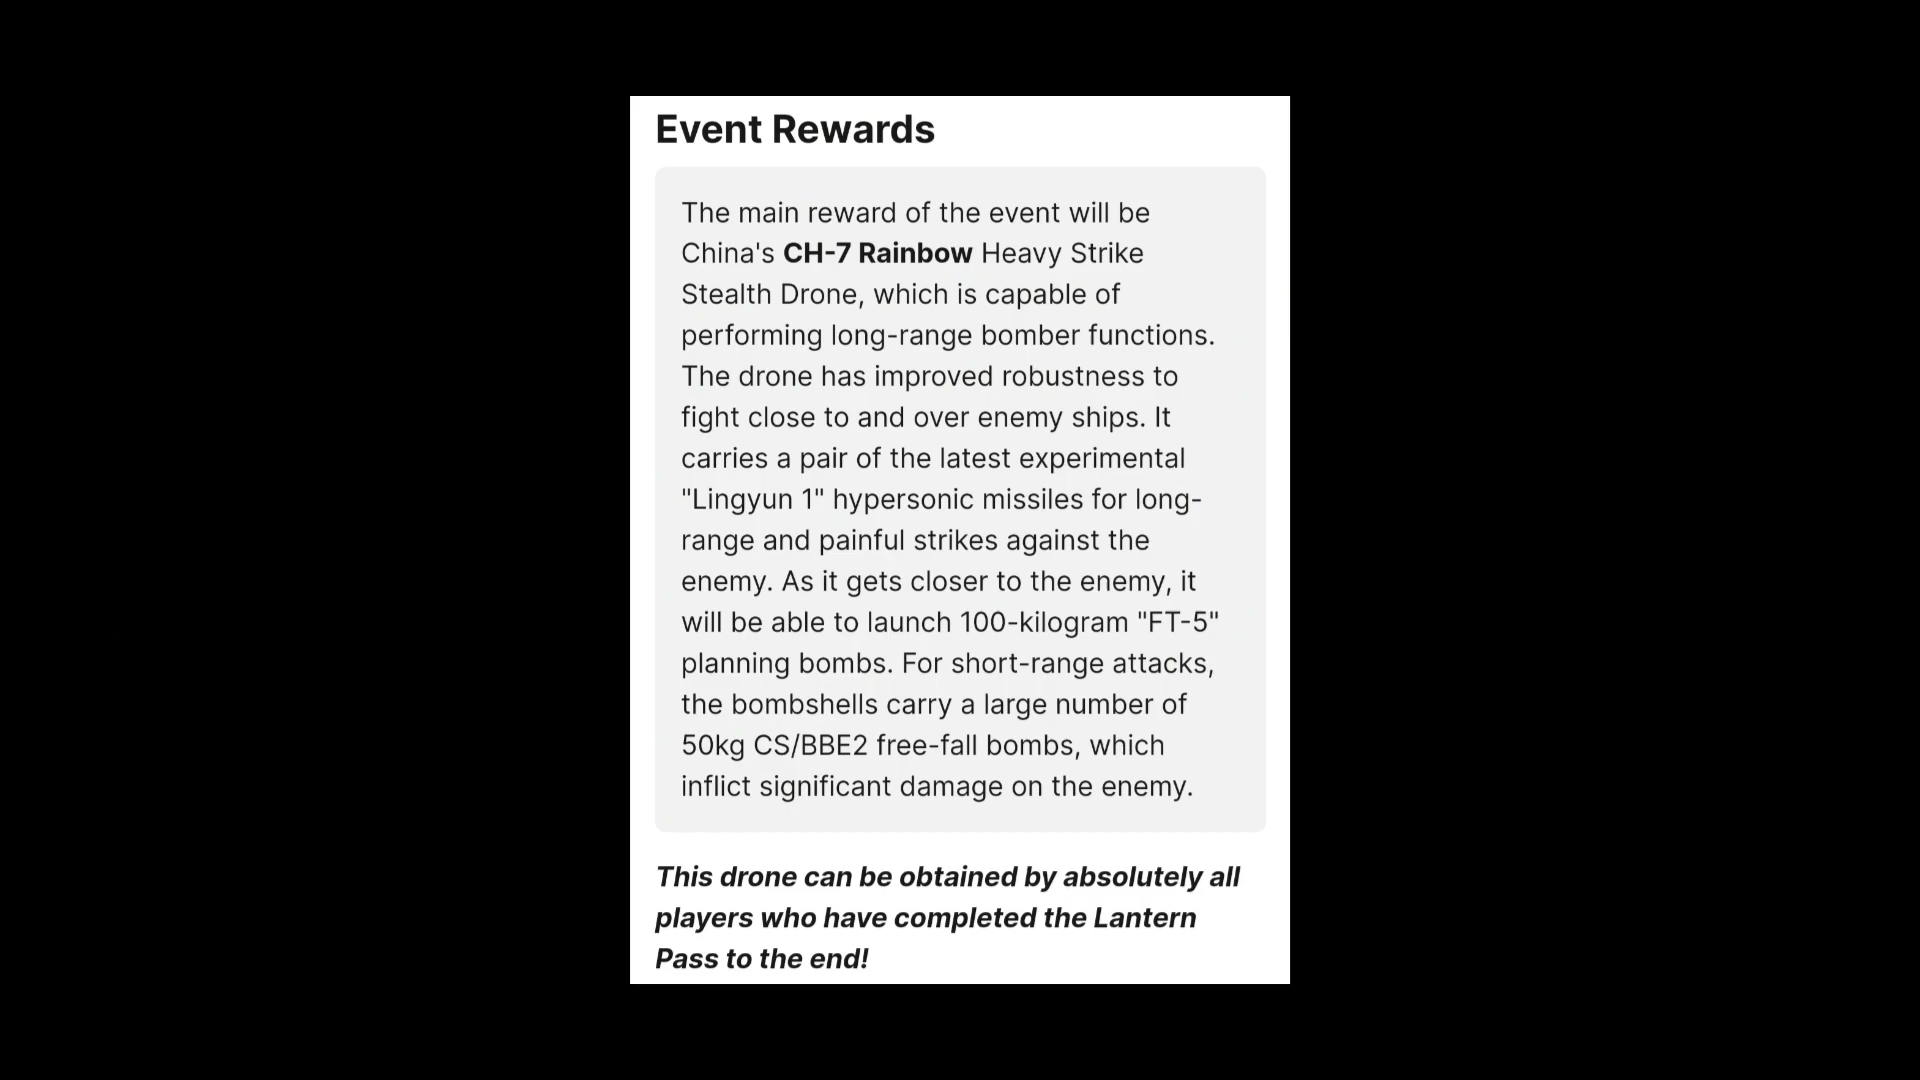 Event Rewards
The main reward of the event will be
China's CH-7 Rainbow Heavy Strike
Stealth Drone, which is capable of
performing long-range bomber functions.
The drone has improved robustness to
fight close to and over enemy ships. It
carries a pair of the latest experimental
"Lingyun 1" hypersonic missiles for long-
range and painful strikes against the
enemy. As it gets closer to the enemy, it
will be able to launch 100-kilogram "FT-5"
planning bombs. For short-range attacks,
the bombshells carry a large number of
50kg CS/BBE2 free-fall bombs, which
inflict significant damage on the enemy.
This drone can be obtained by absolutely all
players who have completed the Lantern
Pass to the end!